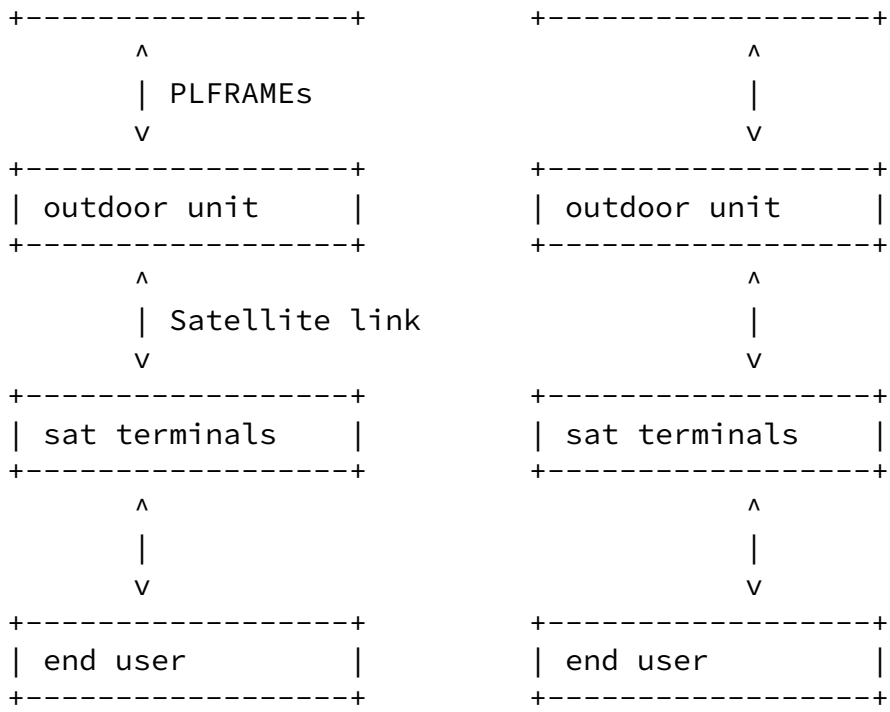 PLFRAMEs
outdoor unit outdoor unit
Satellite link
sat terminals sat terminals
end user end user